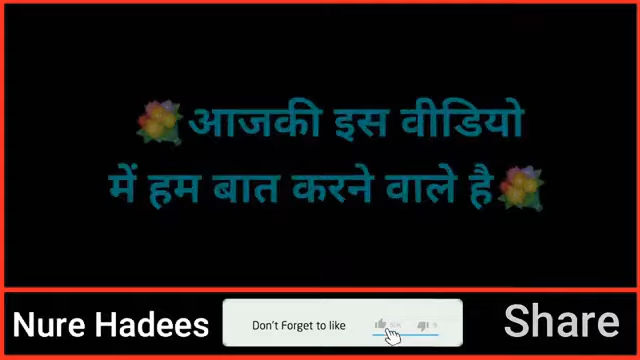 💐आजकी इस वीडियो
में हम बात करने वाले है💐
Nure Hadees
Don't Forget to like
Share